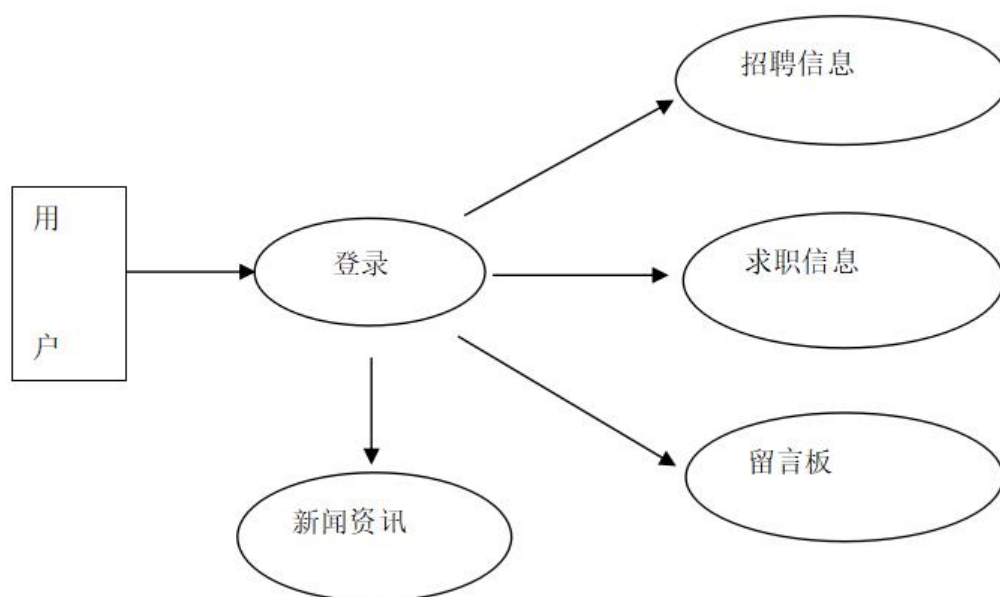 招聘信息
用户
登录
求职信息
留言板
新闻资讯